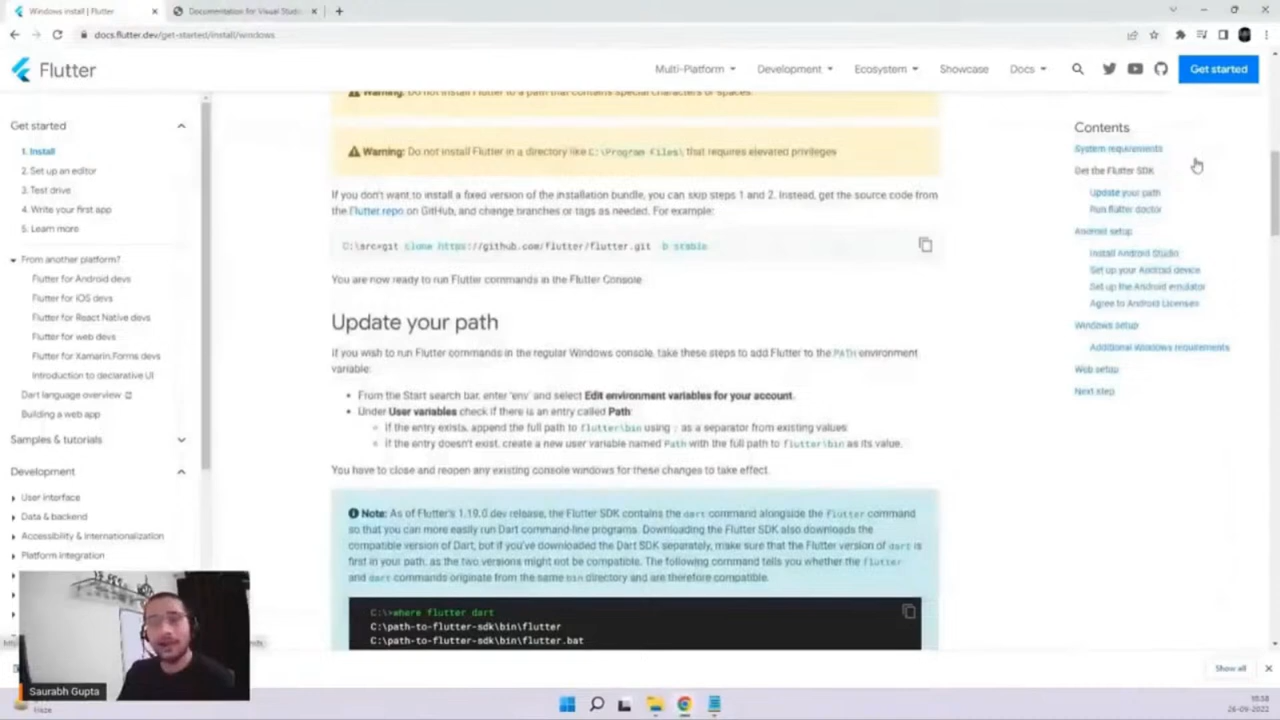 Windows install | Flutter
Documentation for Visual Studio
docs.flutter.dev/get-started/install/windows
Flutter
Multi-Platform
Development
Ecosystem
Showcase
Docs
Get started
Get started
1. Install
2. Set up an editor
3. Test drive
4. Write your first app
5. Learn more
From another platform?
Flutter for Android devs
Flutter for iOS devs
Flutter for React Native devs
Flutter for web devs
Flutter for Xamarin.Forms devs
Introduction to declarative UI
Dart language overview
Building a web app
Samples & tutorials
Development
User interface
Data & backend
Accessibility & internationalization
Platform integration
Warning: Do not install Flutter to a path that contains special characters or spaces.
Warning: Do not install Flutter in a directory like C:\Program Files\ that requires elevated privileges
If you don't want to install a fixed version of the installation bundle, you can skip steps 1 and 2. Instead, get the source code from
the Flutter repo on GitHub, and change branches or tags as needed. For example:
C:\src>git clone https://github.com/flutter/flutter.git -b stable
You are now ready to run Flutter commands in the Flutter Console
Update your path
If you wish to run Flutter commands in the regular Windows console, take these steps to add Flutter to the PATH environment
variable:
From the Start search bar, enter 'env' and select Edit environment variables for your account.
Under User variables check if there is an entry called Path:
If the entry exists, append the full path to flutter\bin using ; as a separator from existing values
If the entry doesn't exist, create a new user variable named Path with the full path to flutter\bin as its value.
You have to close and reopen any existing console windows for these changes to take effect.
Note: As of Flutter's 1.19.0 dev release, the Flutter SDK contains the dart command alongside the flutter command
so that you can more easily run Dart command-line programs. Downloading the Flutter SDK also downloads the
compatible version of Dart, but if you've downloaded the Dart SDK separately, make sure that the Flutter version of dart is
first in your path, as the two versions might not be compatible. The following command tells you whether the flutter
and dart commands originate from the same bin directory and are therefore compatible.
C:\>where flutter dart
C:\path-to-flutter-sdk\bin\flutter
C:\path-to-flutter-sdk\bin\flutter.bat
Contents
System requirements
Get the Flutter SDK
Update your path
Run flutter doctor
Android setup
Install Android Studio
Set up your Android device
Set up the Android emulator
Agree to Android Licenses
Windows setup
Additional Windows requirements
Web setup
Next step
Saurabh Gupta
Haze
Show all
26-09-2022